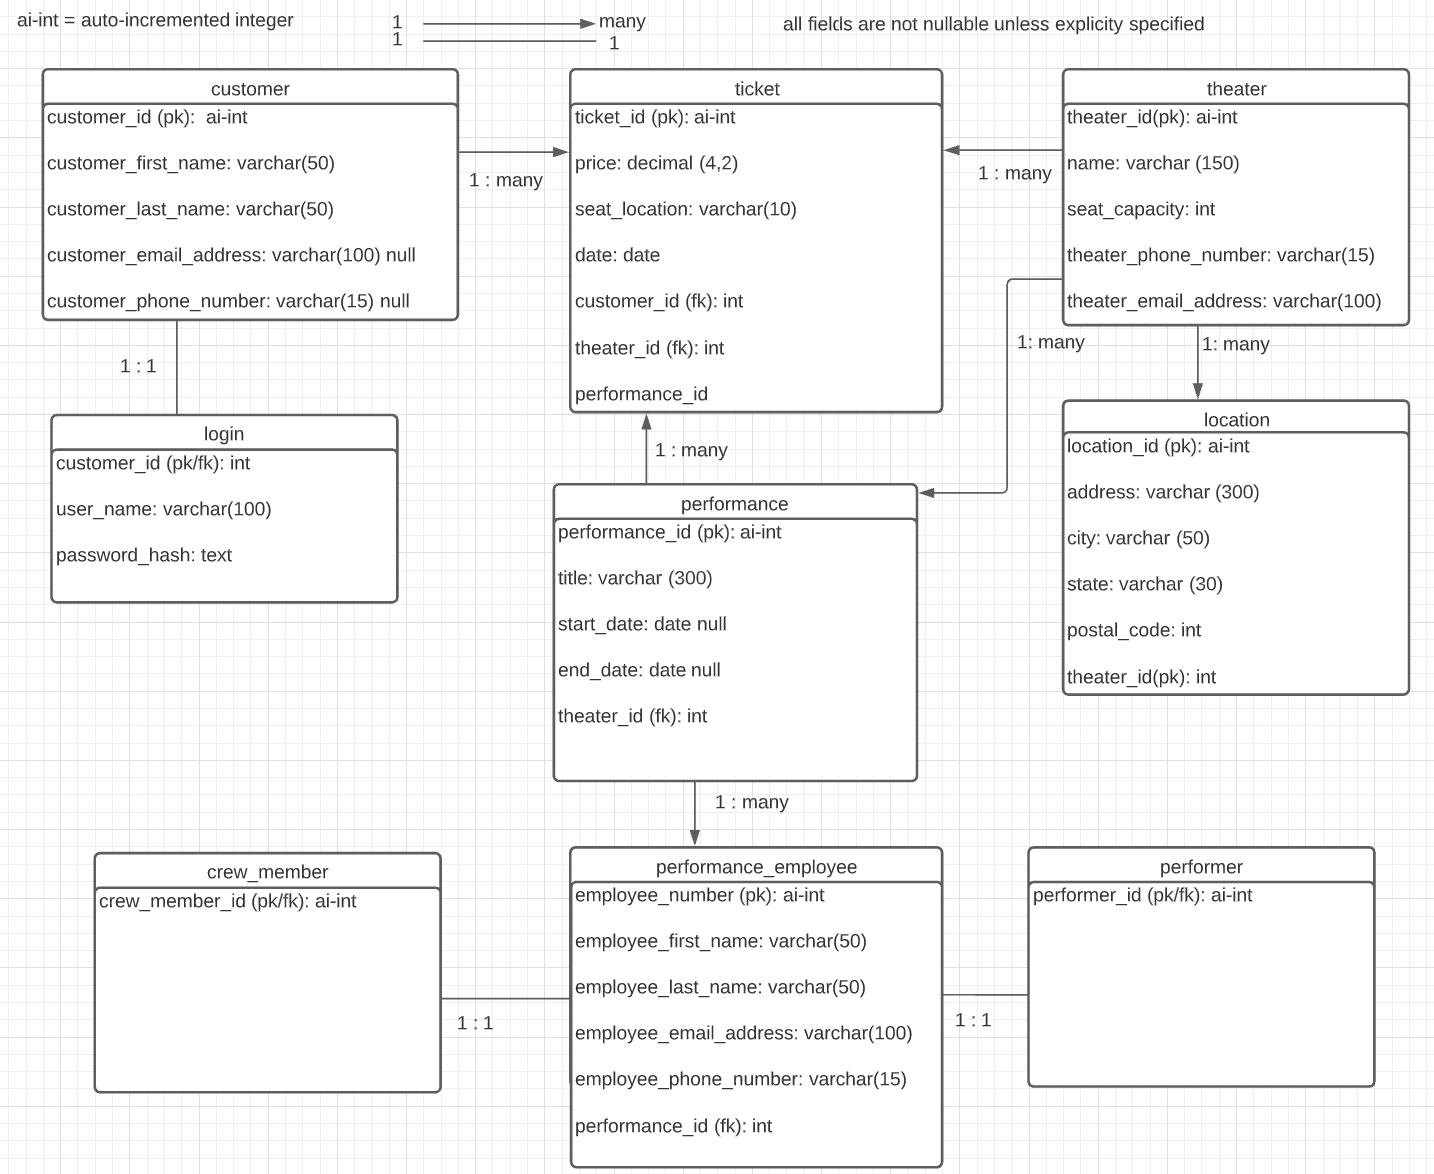 ai-int = auto-incremented integer
1
many
1
1
all fields are not nullable unless explicity specified
customer
customer_id (pk):  ai-int
customer_first_name: varchar(50)
customer_last_name: varchar(50)
customer_email_address: varchar(100) null
customer_phone_number: varchar(15) null
1 : many
ticket
ticket_id (pk): ai-int
price: decimal (4,2)
seat_location: varchar(10)
date: date
customer_id (fk): int
theater_id (fk): int
performance_id
1 : many
theater
theater_id(pk): ai-int
name: varchar (150)
seat_capacity: int
theater_phone_number: varchar(15)
theater_email_address: varchar(100)
1 : 1
1: many
1: many
login
customer_id (pk/fk): int
user_name: varchar(100)
password_hash: text
1 : many
location
location_id (pk): ai-int
address: varchar (300)
city: varchar (50)
state: varchar (30)
postal_code: int
theater_id(pk): int
performance
performance_id (pk): ai-int
title: varchar (300)
start_date: date null
end_date: date null
theater_id (fk): int
1 : many
crew_member
crew_member_id (pk/fk): ai-int
1 : 1
performance_employee
employee_number (pk): ai-int
employee_first_name: varchar(50)
employee_last_name: varchar(50)
employee_email_address: varchar(100)
employee_phone_number: varchar(15)
performance_id (fk): int
1 : 1
performer
performer_id (pk/fk): ai-int